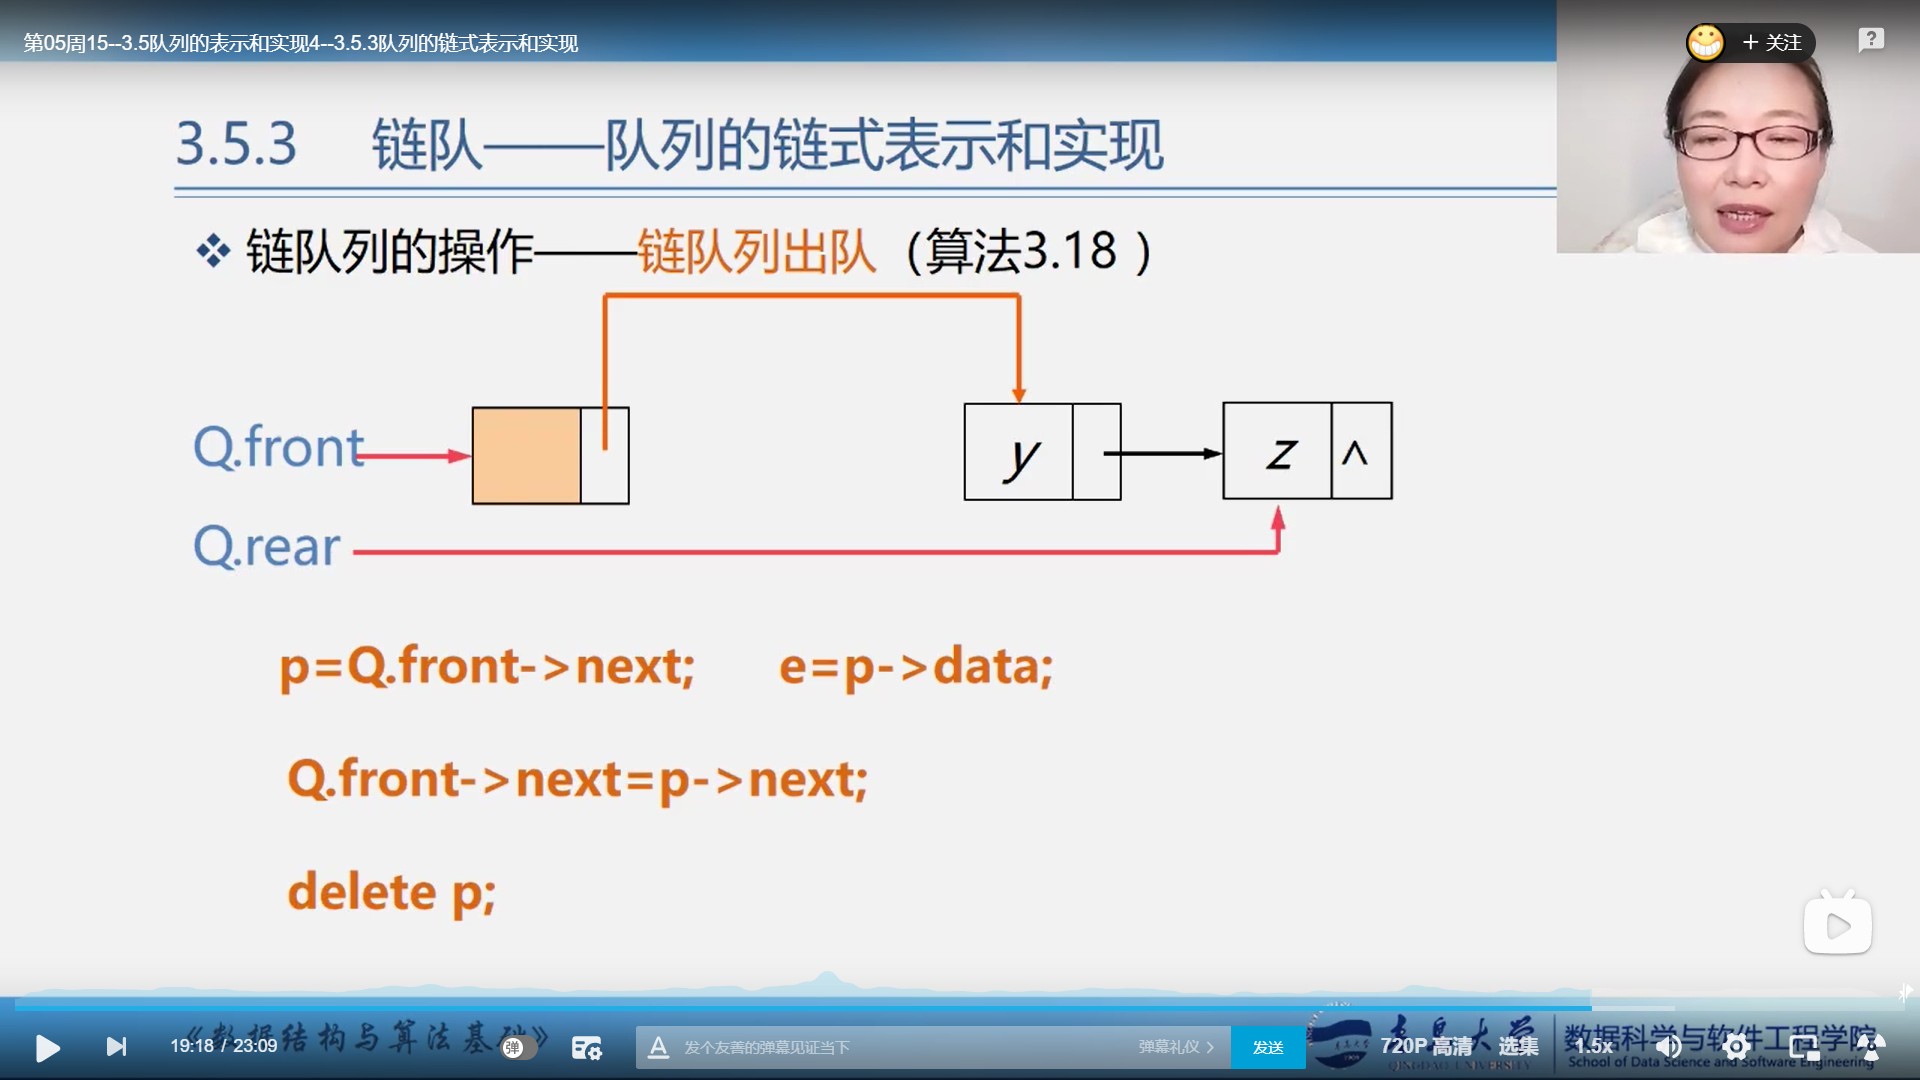 第05周15--3.5队列的表示和实现4--3.5.3队列的链式表示和实现
+ 关注
?
3.5.3 链队——队列的链式表示和实现
❖ 链队列的操作——链队列出队（算法3.18 ）
Q.front
y
z ^
Q.rear
p=Q.front->next; e=p->data;
Q.front->next=p->next;
delete p;
《数据结构与算法基础》
19:18 / 23:09
弹
A 发个友善的弹幕见证当下
弹幕礼仪 >
发送
青岛大学
QINGDAO UNIVERSITY
720P 高清
选集
1.5x
数据科学与软件工程学院
School of Data Science and Software Engineering